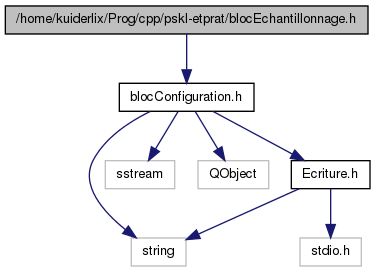 /home/kuiderlix/Prog/cpp/pskl-etprat/blocEchantillonnage.h
blocConfiguration.h
sstream
QObject
Ecriture.h
string
stdio.h